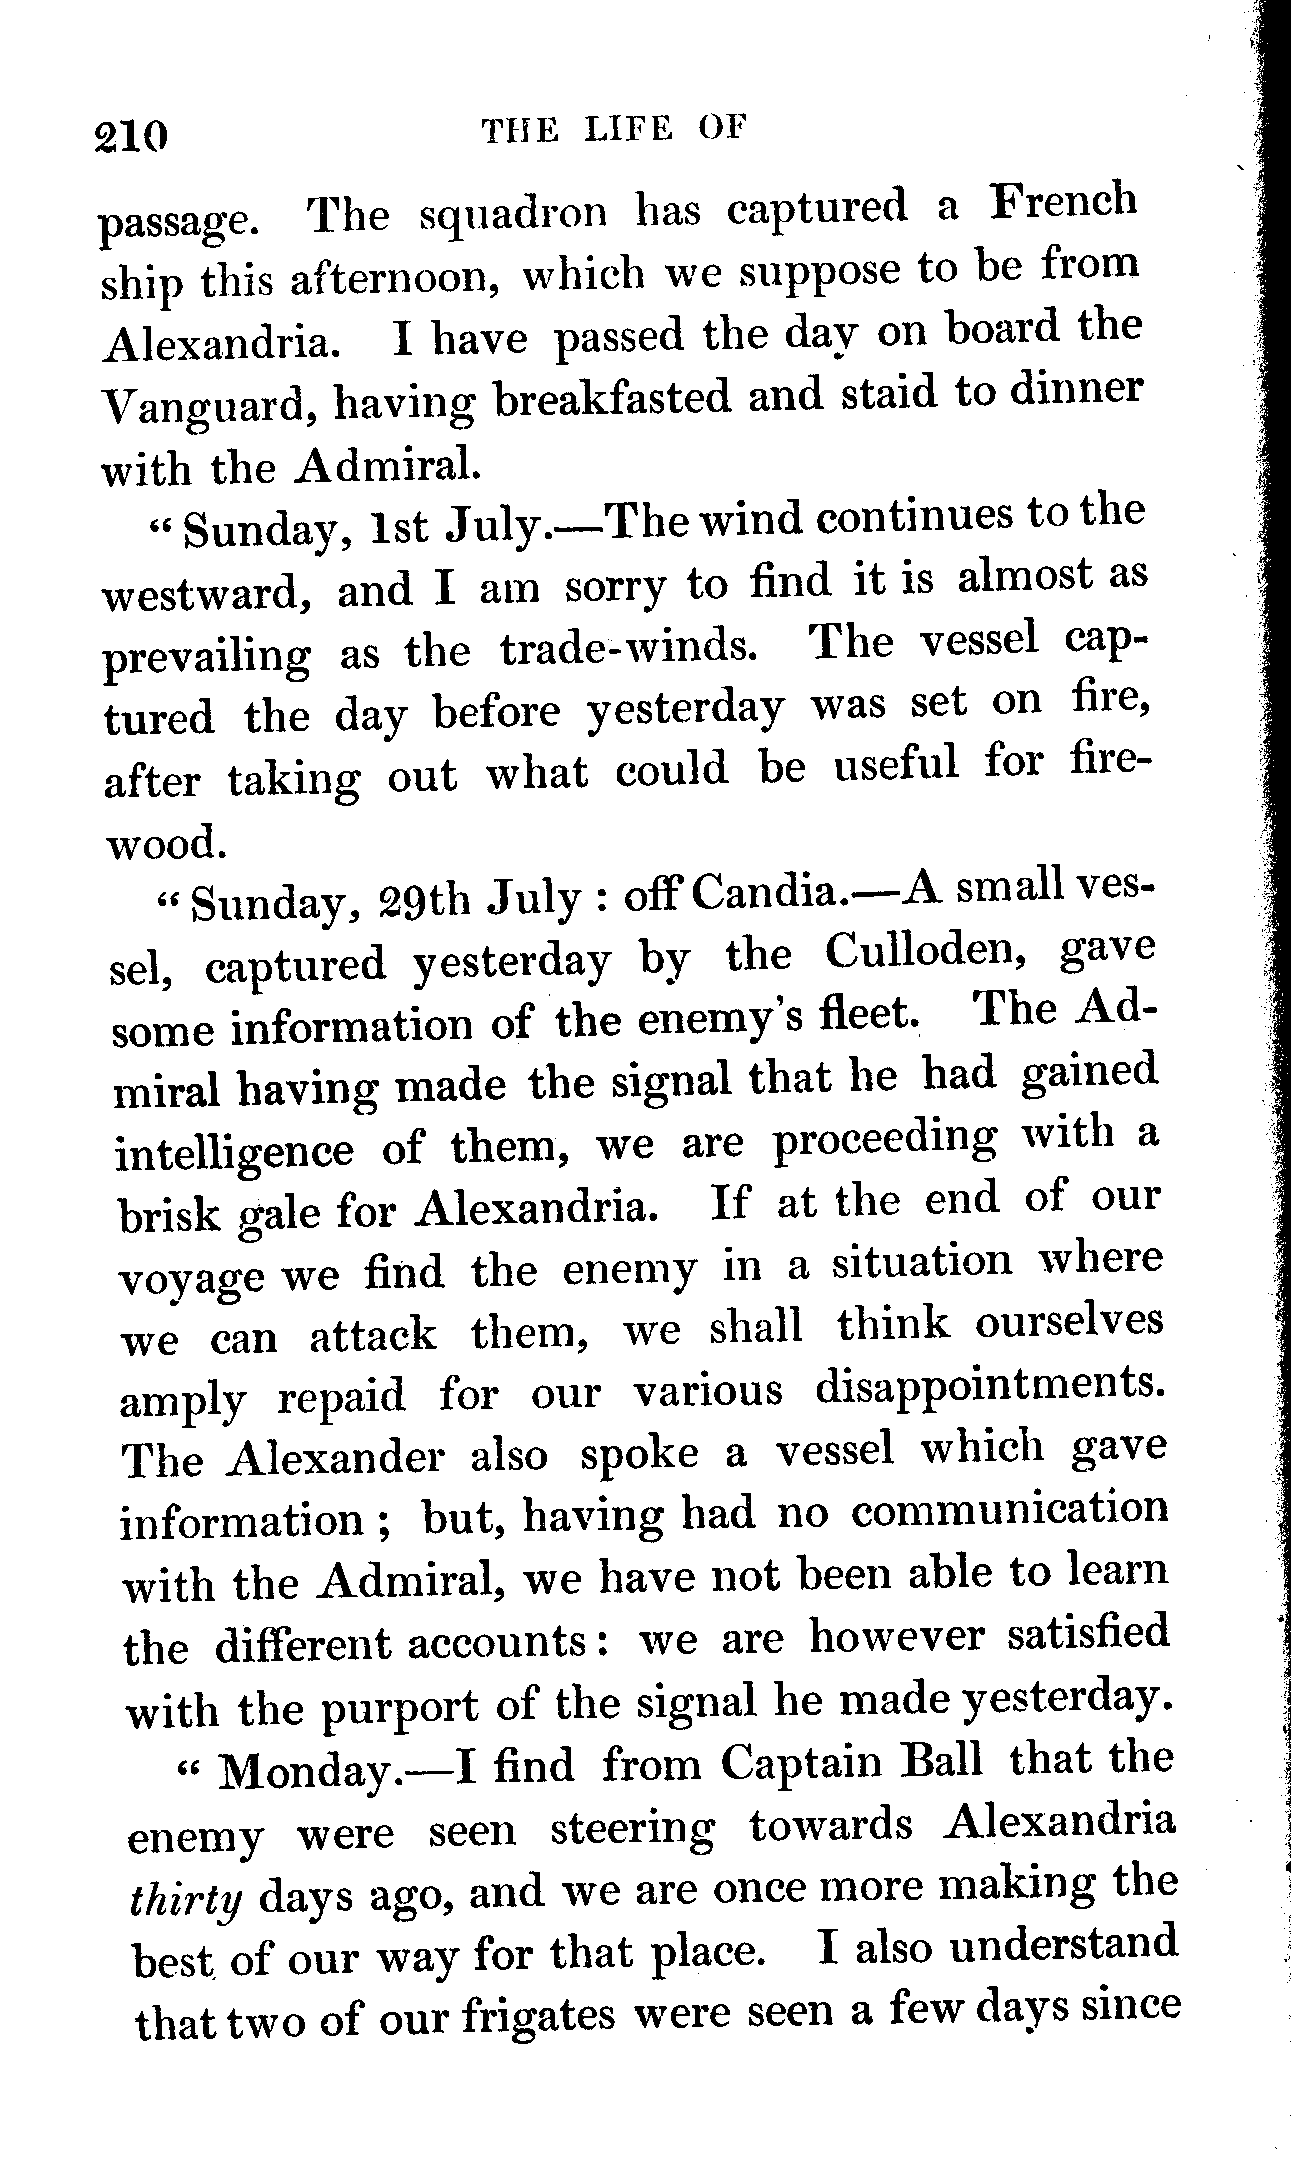 210 THE LIFE OF
passage. The squadron has captured a French
ship this afternoon, which we suppose to be from
Alexandria. I have passed the day on board the
Vanguard, having breakfasted and staid to dinner
with the Admiral.
“ Sunday, 1st July.—The wind continues to the
westward, and I am sorry to find it is almost as
prevailing as the trade-winds. The vessel cap-
tured the day before yesterday was set on fire,
after taking out what could be useful for fire-
wood.
“ Sunday, 29th July : off Candia.—A small ves-
sel, captured yesterday by the Culloden, gave
some information of the enemy's fleet. The Ad-
miral having made the signal that he had gained
intelligence of them, we are proceeding with a
brisk gale for Alexandria. If at the end of our
voyage we find the enemy in a situation where
we can attack them, we shall think ourselves
amply repaid for our various disappointments.
The Alexander also spoke a vessel which gave
information ; but, having had no communication
with the Admiral, we have not been able to learn
the different accounts : we are however satisfied
with the purport of the signal he made yesterday.
“ Monday.—I find from Captain Ball that the
enemy were seen steering towards Alexandria
thirty days ago, and we are once more making the
best of our way for that place. I also understand
that two of our frigates were seen a few days since